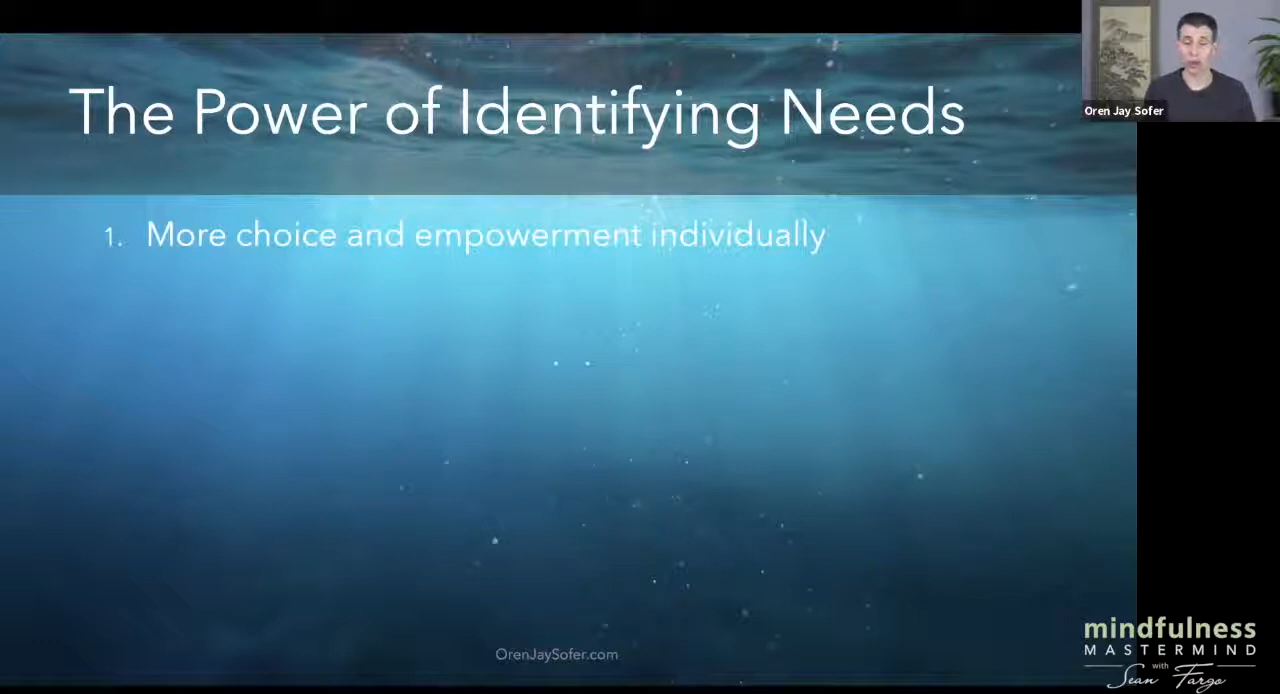 The Power of Identifying Needs
Oren Jay Sofer
1. More choice and empowerment individually
OrenJaySofer.com
mindfulness
MASTERMIND
with
Sean Fargo